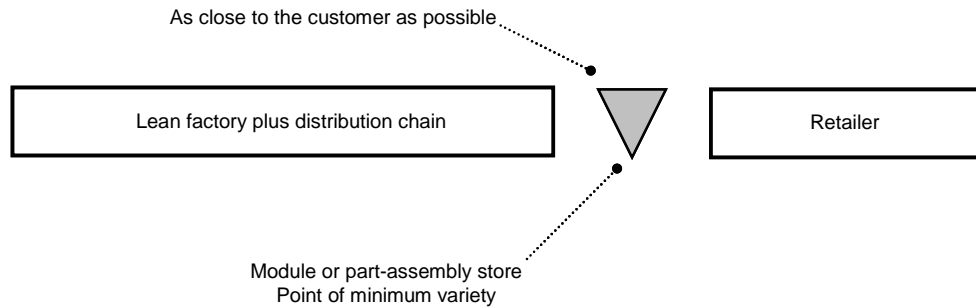 As close to the customer as possible
Lean factory plus distribution chain
Retailer
Module or part-assembly store
Point of minimum variety